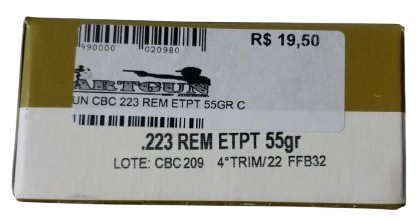 990000 020980
R$ 19,50
ARTGUN
UN CBC 223 REM ETPT 55GR C
.223 REM ETPT 55gr
LOTE: CBC209 4°TRIM/22 FFB32